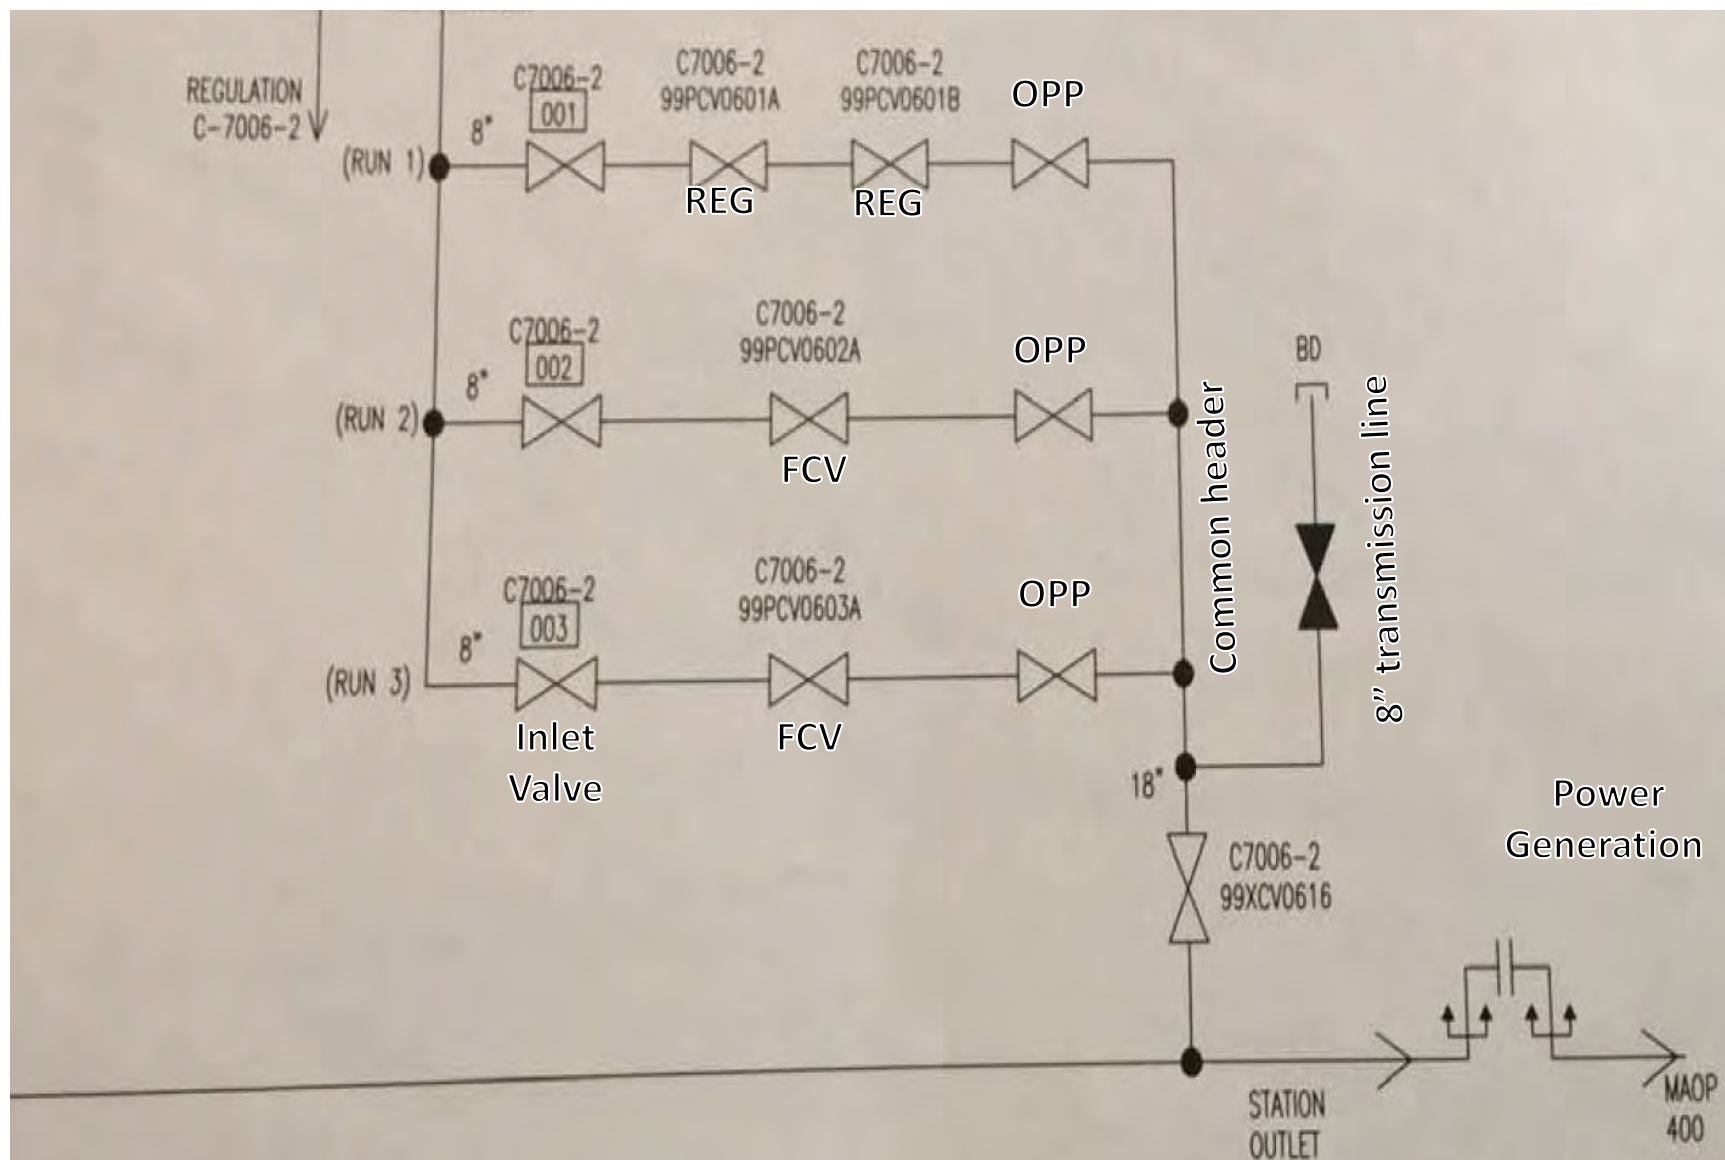 REGULATION
C-7006-2
(RUN 1)
8"
C7006-2
001
C7006-2
99PCV0601A
REG
C7006-2
99PCV0601B
REG
OPP
(RUN 2)
8"
C7006-2
002
C7006-2
99PCV0602A
FCV
OPP
(RUN 3)
8"
C7006-2
003
Inlet
Valve
C7006-2
99PCV0603A
FCV
OPP
Common header
BD
8" transmission line
18"
C7006-2
99XCV0616
Power
Generation
STATION
OUTLET
MAOP
400